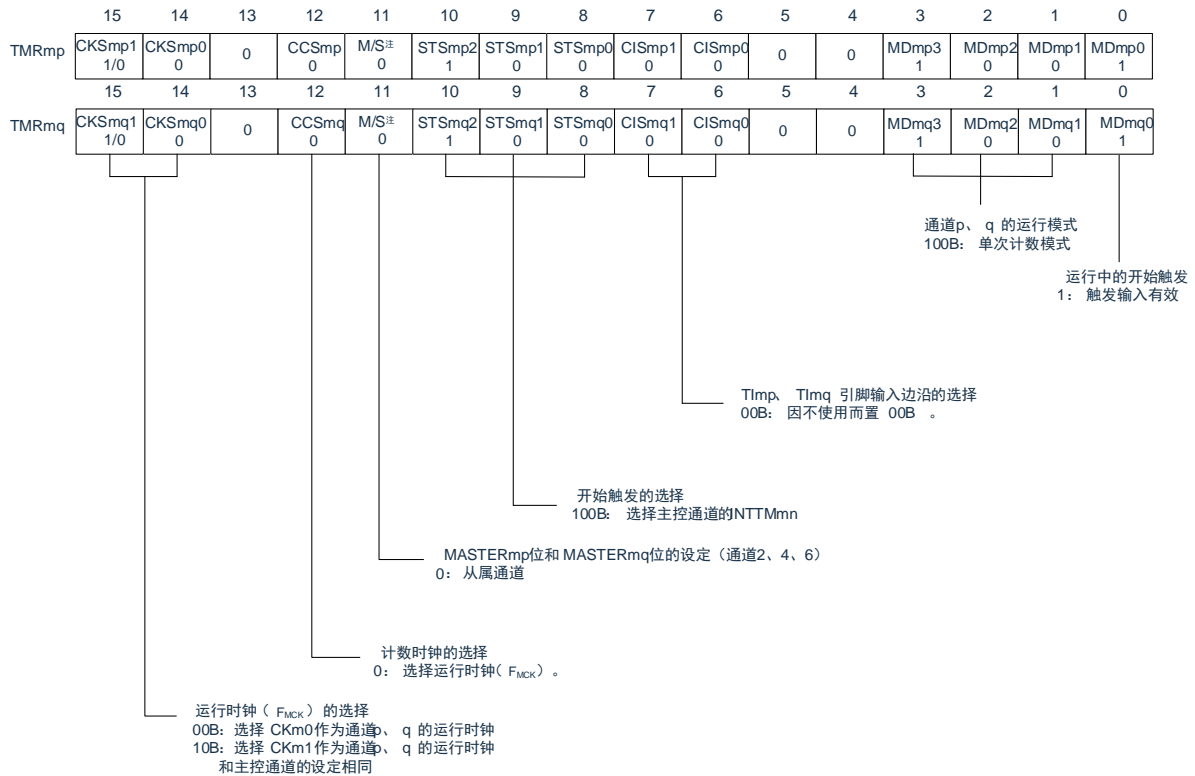 15 14 13 12 11 10 9 8 7 6 5 4 3 2 1 0
TMRmp CKSmp1 CKSmp0 0 CCSmp M/S注 STSmp2 STSmp1 STSmp0 CISmp1 CISmp0 0 0 MDmp3 MDmp2 MDmp1 MDmp0
1/0 0 0 0 1 0 0 0 0 1 0 0 1
15 14 13 12 11 10 9 8 7 6 5 4 3 2 1 0
TMRmq CKSmq1 CKSmq0 0 CCSmq M/S注 STSmq2 STSmq1 STSmq0 CISmq1 CISmq0 0 0 MDmq3 MDmq2 MDmq1 MDmq0
1/0 0 0 0 1 0 0 0 0 1 0 0 1
通道p、 q 的运行模式
100B： 单次计数模式
运行中的开始触发
1： 触发输入有效
TImp、 TImq 引脚输入边沿的选择
00B： 因不使用而置 00B 。
开始触发的选择
100B： 选择主控通道的INTTMmn
MASTERmp位和 MASTERmq位的设定（通道2、4、6）
0： 从属通道
计数时钟的选择
0： 选择运行时钟( FMCK) 。
运行时钟（ FMCK ）的选择
00B：选择 CKm0作为通道p、 q 的运行时钟
10B：选择 CKm1作为通道p、 q 的运行时钟
和主控通道的设定相同